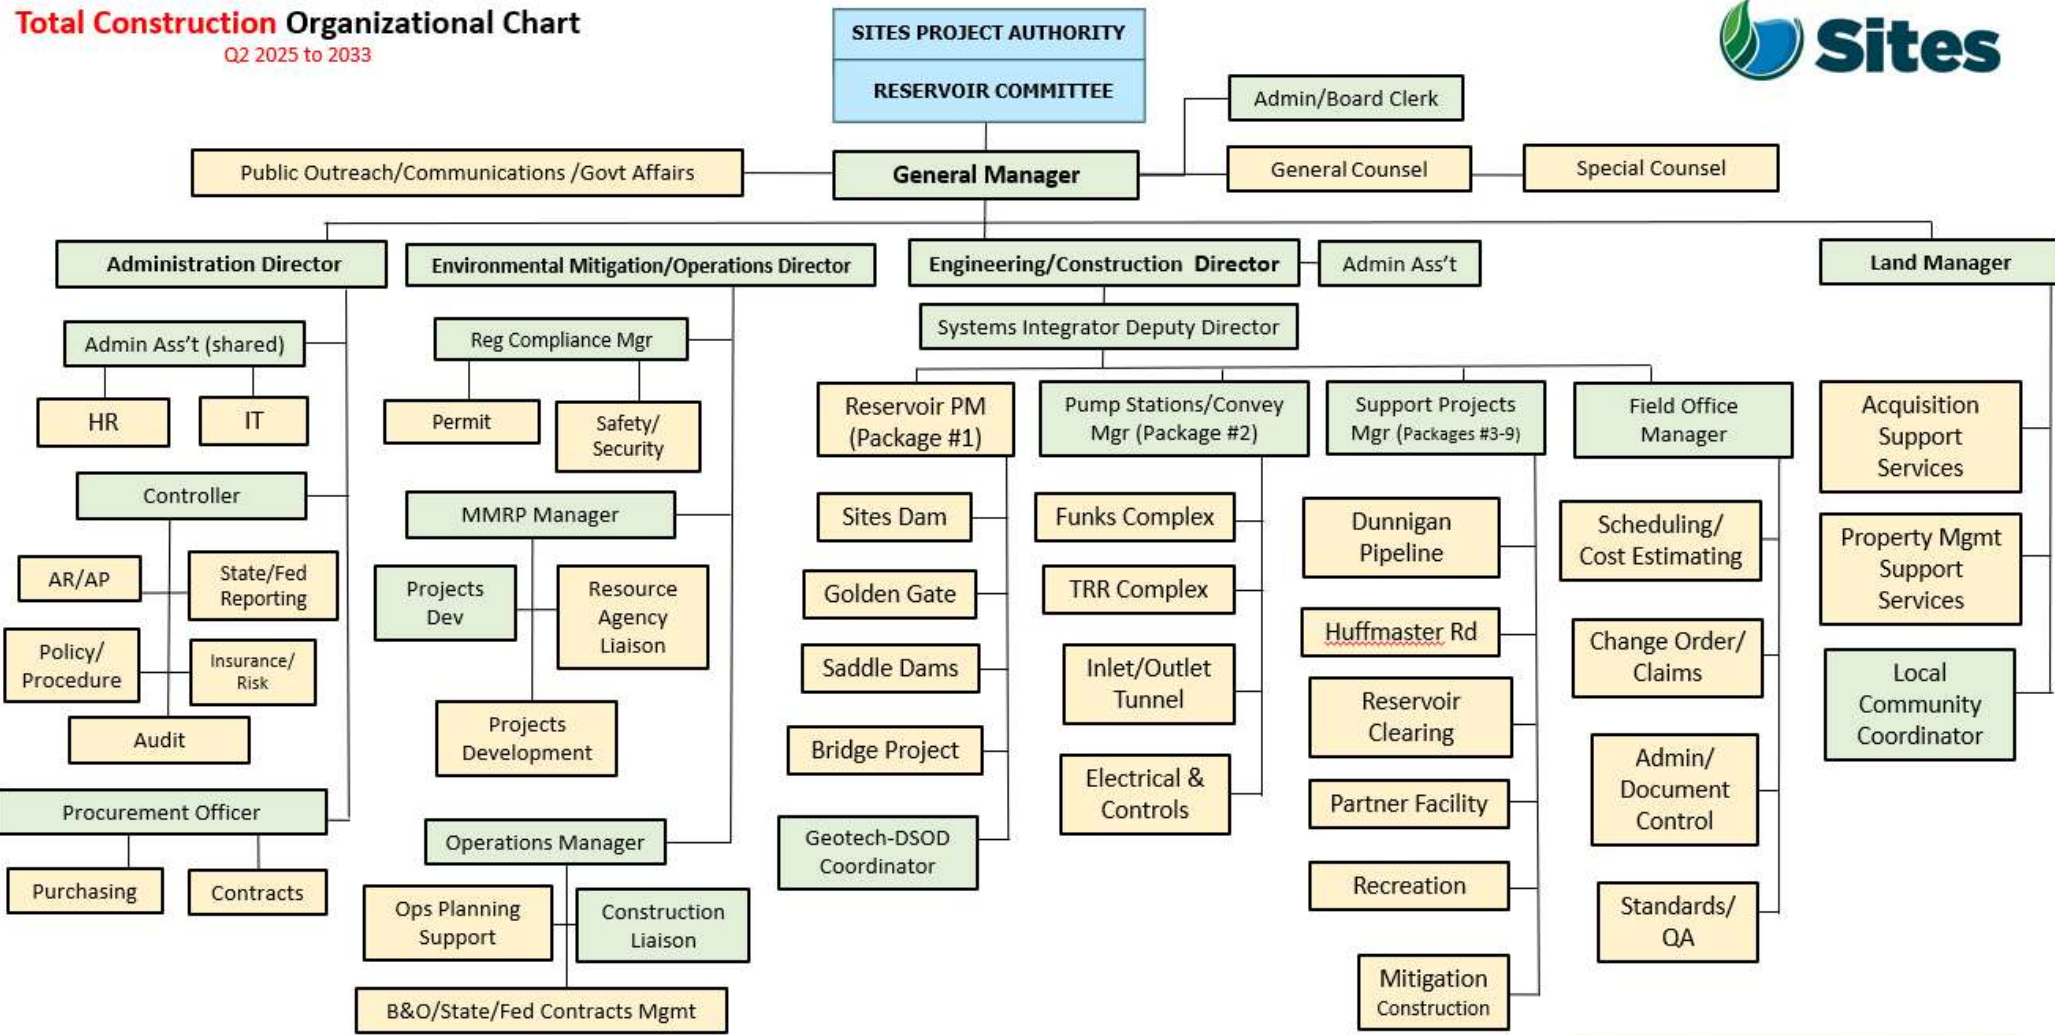 Total Construction Organizational Chart
Q2 2025 to 2033
SITES PROJECT AUTHORITY
RESERVOIR COMMITTEE
Sites
Admin/Board Clerk
Public Outreach/Communications /Govt Affairs
General Manager
General Counsel
Special Counsel
Administration Director
Environmental Mitigation/Operations Director
Engineering/Construction Director
Admin Ass't
Land Manager
Systems Integrator Deputy Director
Admin Ass't (shared)
HR
IT
Controller
AR/AP
State/Fed
Reporting
Policy/
Procedure
Insurance/
Risk
Audit
Procurement Officer
Purchasing
Contracts
Reg Compliance Mgr
Permit
Safety/
Security
MMRP Manager
Projects
Dev
Resource
Agency
Liaison
Projects
Development
Operations Manager
Ops Planning
Support
Construction
Liaison
B&O/State/Fed Contracts Mgmt
Reservoir PM
(Package #1)
Sites Dam
Golden Gate
Saddle Dams
Bridge Project
Geotech-DSOD
Coordinator
Pump Stations/Convey
Mgr (Package #2)
Funks Complex
TRR Complex
Inlet/Outlet
Tunnel
Electrical &
Controls
Support Projects
Mgr (Packages #3-9)
Dunnigan
Pipeline
Huffmaster Rd
Reservoir
Clearing
Partner Facility
Recreation
Mitigation
Construction
Field Office
Manager
Scheduling/
Cost Estimating
Change Order/
Claims
Admin/
Document
Control
Standards/
QA
Acquisition
Support
Services
Property Mgmt
Support
Services
Local
Community
Coordinator